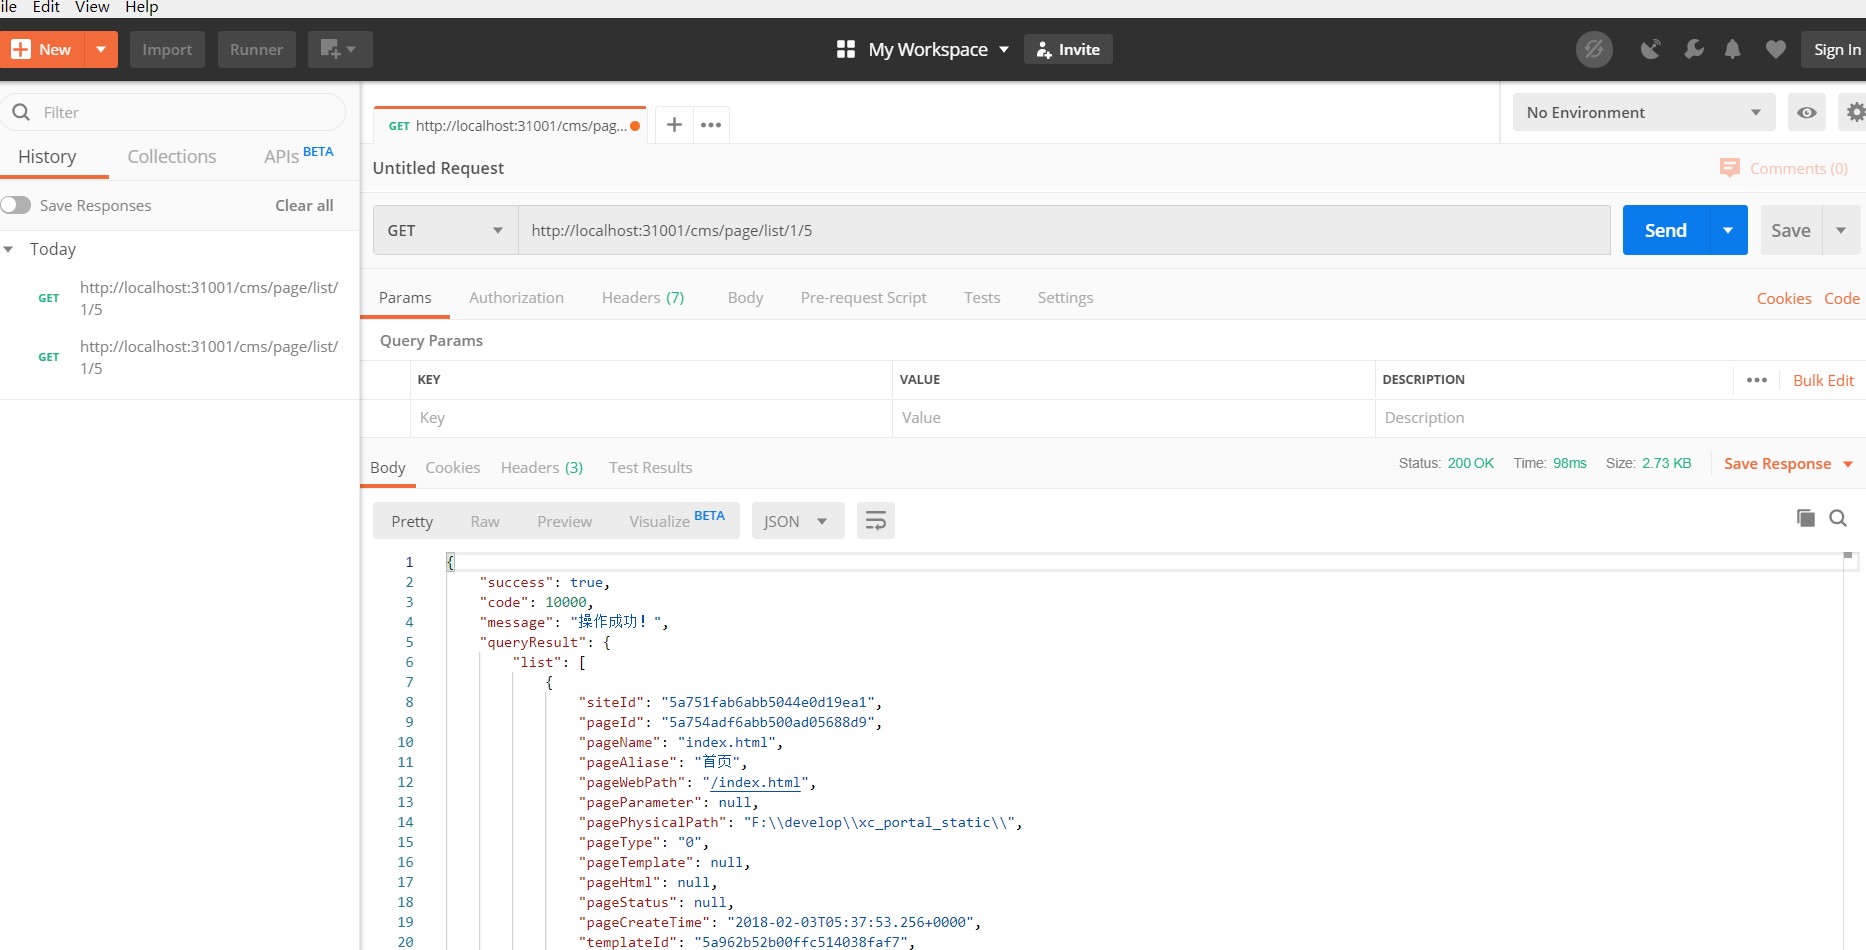 ile Edit View Help
New Import Runner My Workspace Invite Sign In
Filter
History Collections APIs BETA
Save Responses Clear all
Today
GET http://localhost:31001/cms/page/list/
1/5
GET http://localhost:31001/cms/page/list/
1/5
GET http://localhost:31001/cms/pag... + •••
No Environment
Untitled Request Comments (0)
GET http://localhost:31001/cms/page/list/1/5 Send Save
Params Authorization Headers (7) Body Pre-request Script Tests Settings Cookies Code
Query Params
KEY VALUE DESCRIPTION ••• Bulk Edit
Key Value Description
Body Cookies Headers (3) Test Results Status: 200 OK Time: 98ms Size: 2.73 KB Save Response
Pretty Raw Preview Visualize BETA JSON
1 {
2 "success": true,
3 "code": 10000,
4 "message": "操作成功！",
5 "queryResult": {
6 "list": [
7 {
8 "siteId": "5a751fab6abb5044e0d19ea1",
9 "pageId": "5a754adf6abb500ad05688d9",
10 "pageName": "index.html",
11 "pageAliase": "首页",
12 "pageWebPath": "/index.html",
13 "pageParameter": null,
14 "pagePhysicalPath": "F:\\develop\\xc_portal_static\\",
15 "pageType": "0",
16 "pageTemplate": null,
17 "pageHtml": null,
18 "pageStatus": null,
19 "pageCreateTime": "2018-02-03T05:37:53.256+0000",
20 "templateId": "5a962b52b00ffc514038faf7",